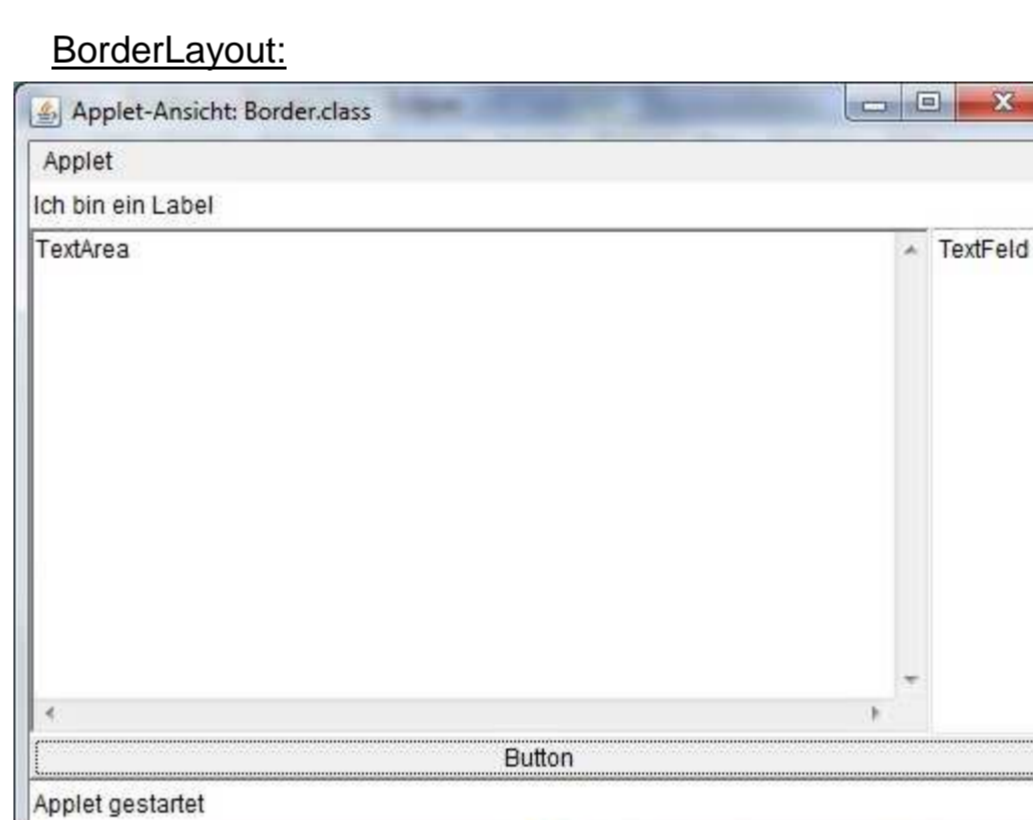 BorderLayout:
Applet-Ansicht: Border.class
Applet
Ich bin ein Label
TextArea TextFeld
Button
Applet gestartet